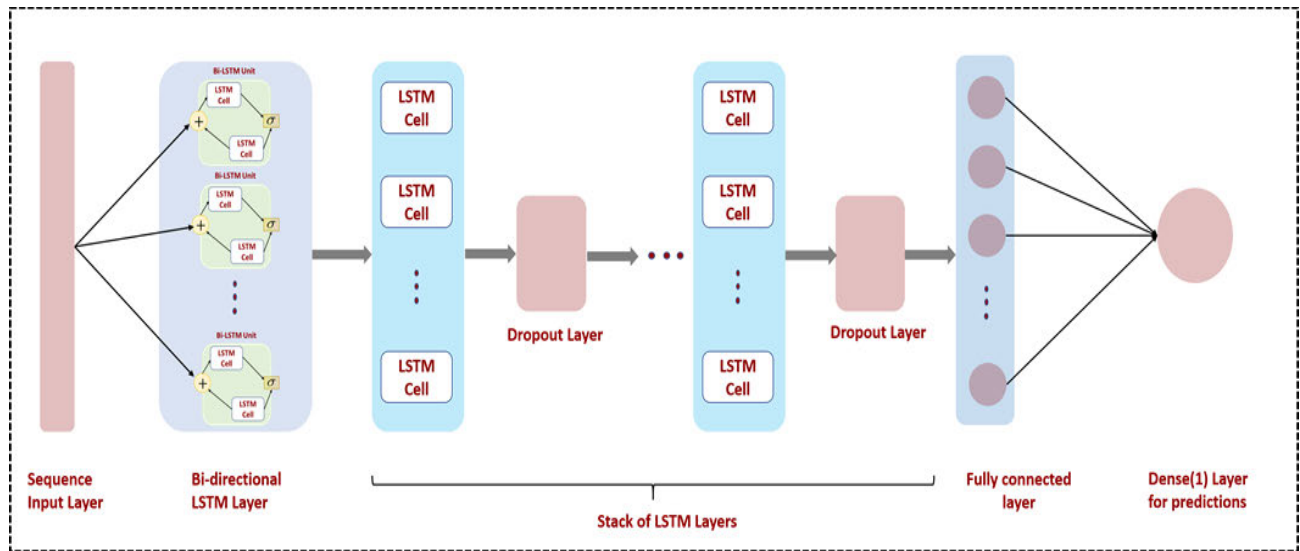 Bi-LSTM Unit
LSTM
Cell
+
σ
LSTM
Cell
Bi-LSTM Unit
LSTM
Cell
+
σ
LSTM
Cell
Bi-LSTM Unit
LSTM
Cell
+
σ
LSTM
Cell
LSTM
Cell
LSTM
Cell
LSTM
Cell
Dropout Layer
LSTM
Cell
LSTM
Cell
LSTM
Cell
Dropout Layer
Sequence
Input Layer
Bi-directional
LSTM Layer
Stack of LSTM Layers
Fully connected
layer
Dense(1) Layer
for predictions